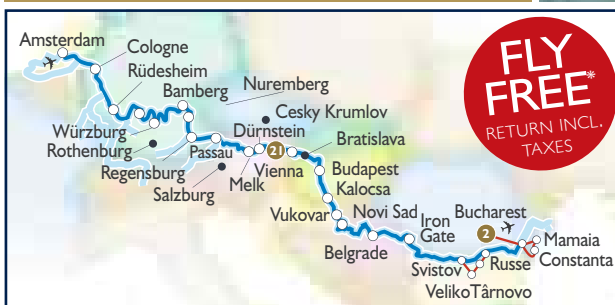 Amsterdam
Cologne
Rüdesheim
Bamberg
Nuremberg
Cesky Krumlov
Würzburg
Rothenburg
Dürnstein
Bratislava
Regensburg
Passau
21
Salzburg
Melk
Vienna
Budapest
Kalocsa
Vukovar
Novi Sad
Iron
Gate
Bucharest
2
Belgrade
Mamaia
Constanta
Svistov
Russe
VelikoTârnovo
FLY
FREE*
RETURN INCL.
TAXES